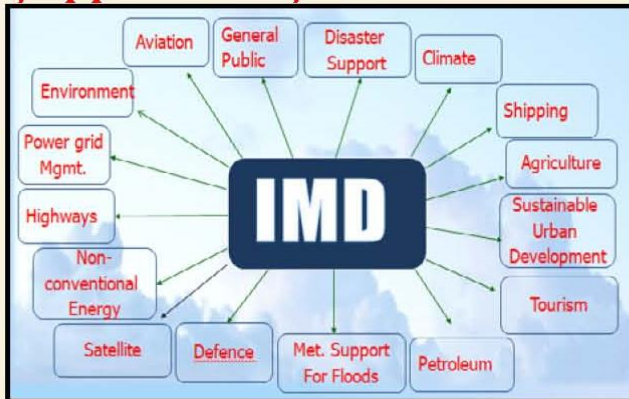 Aviation
General
Public
Disaster
Support
Climate
Environment
Shipping
Power grid
Mgmt.
IMD
Agriculture
Highways
Sustainable
Urban
Development
Non-
conventional
Energy
Tourism
Satellite
Defence
Met. Support
For Floods
Petroleum